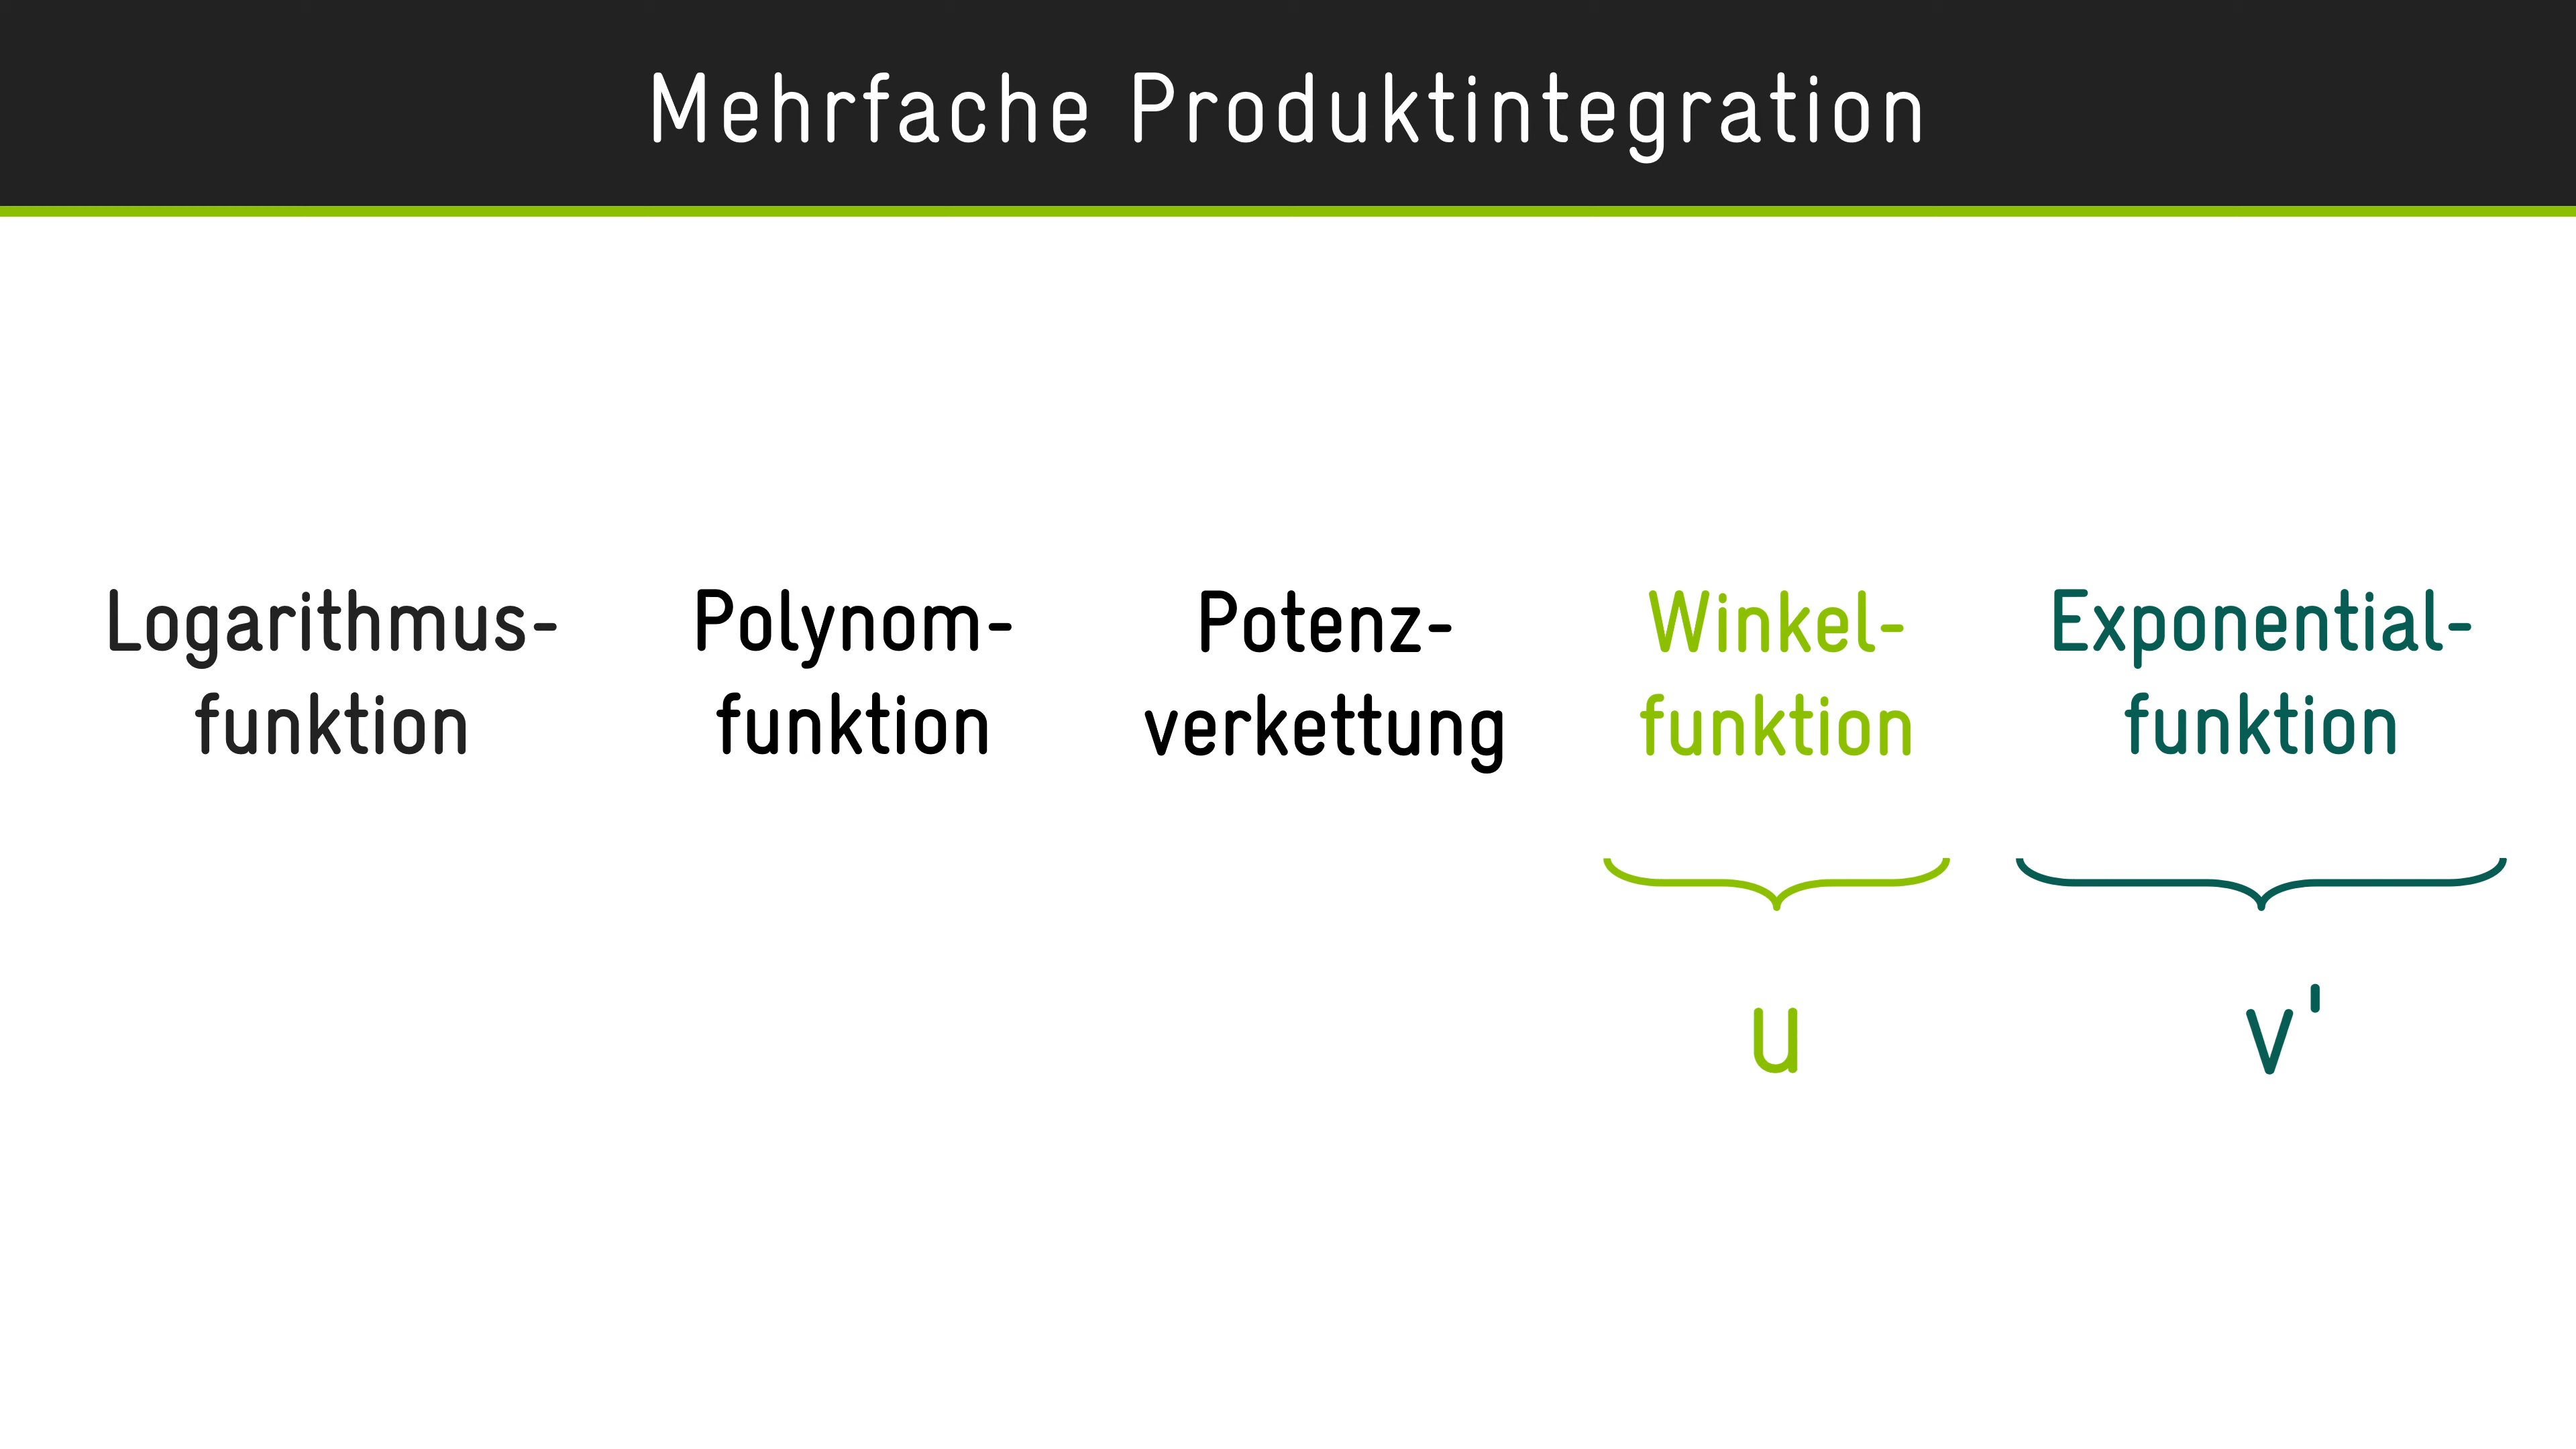 Mehrfache Produktintegration
Logarithmus-
funktion
Polynom-
funktion
Potenz-
verkettung
Winkel-
funktion
Exponential-
funktion
u
v'